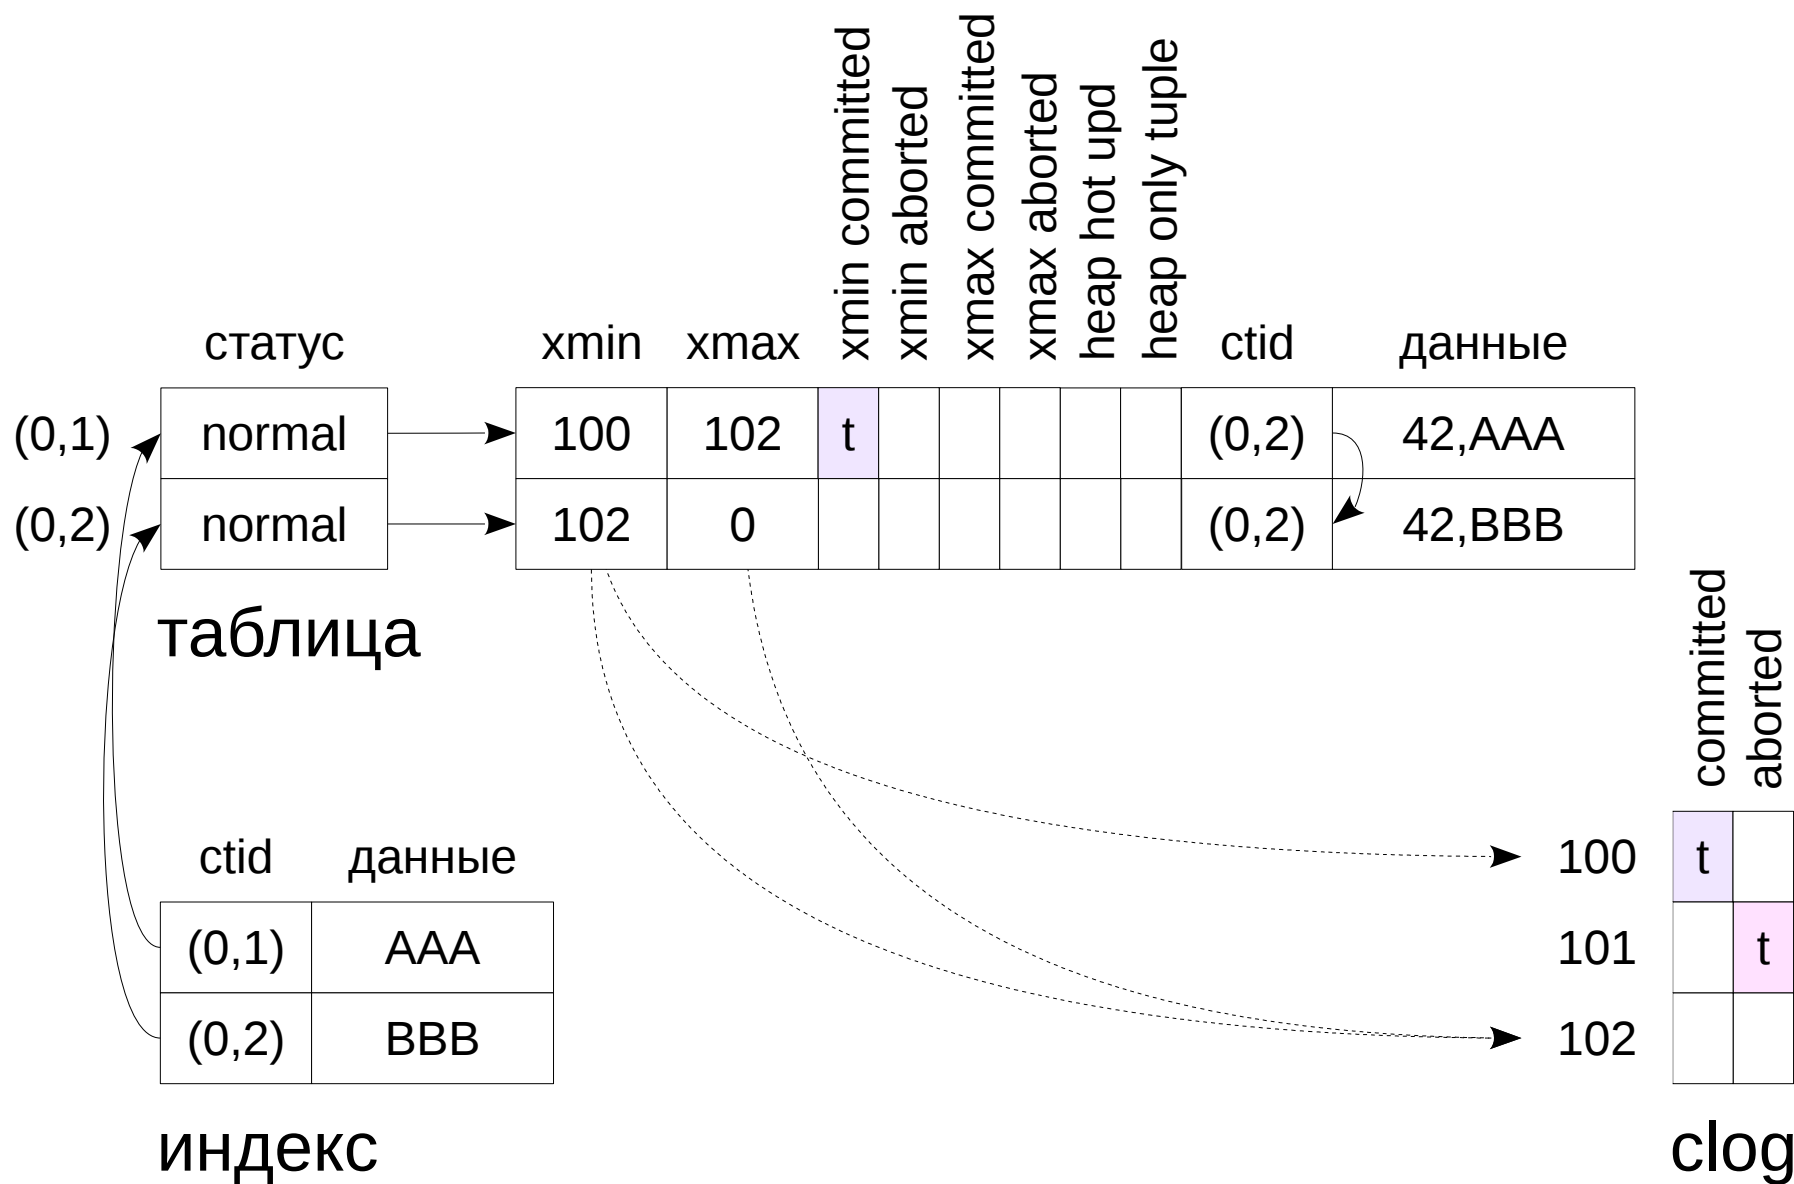 статус xmin xmax xmin committed xmin aborted xmax committed xmax aborted heap hot upd heap only tuple ctid данные
(0,1) normal 100 102 t (0,2) 42,AAA
(0,2) normal 102 0 (0,2) 42,BBB
таблица
committed aborted
ctid данные
100 t
(0,1) AAA
101 t
(0,2) BBB
102
индекс
clog